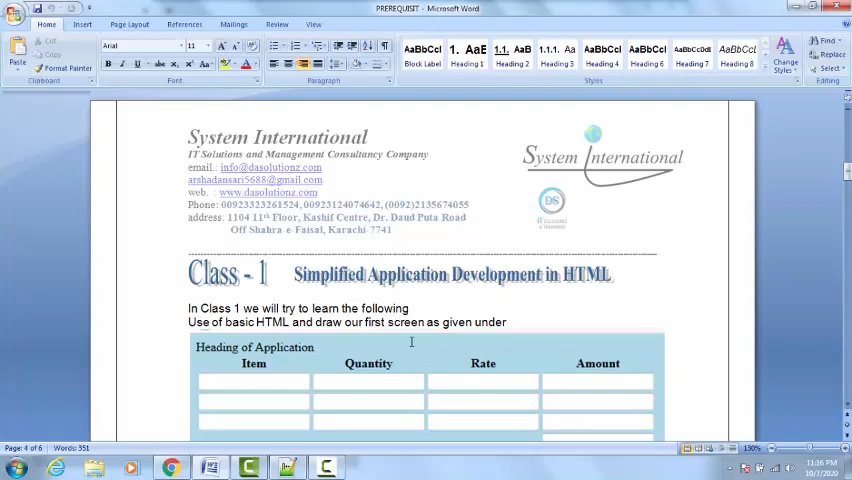 PREREQUISIT - Microsoft Word
Home Insert Page Layout References Mailings Review View
Paste
Cut
Copy
Format Painter
Clipboard
Arial 11
Font
Paragraph
AaBbCcl 1. AaE 1.1. AaB 1.1.1. Aa AaBbCcI AaBbCcI AaBbCcDdI AaBbCcI
Block Label Heading 1 Heading 2 Heading 3 Heading 4 Heading 6 Heading 7 Heading 8
Styles
Change Styles
Find
Replace
Select
Editing
System International
IT Solutions and Management Consultancy Company
email.: info@dasolutionz.com
arshadansari5688@gmail.com
web. : www.dasolutionz.com
Phone: 00923323261524, 00923124074642, (0092)2135674055
address: 1104 11th Floor, Kashif Centre, Dr. Daud Puta Road
Off Shahra-e-Faisal, Karachi-7741
System International
DS
Class - 1 Simplified Application Development in HTML
In Class 1 we will try to learn the following
Use of basic HTML and draw our first screen as given under
Heading of Application
Item Quantity Rate Amount
Page: 4 of 6 Words: 351
130%
11:16 PM
10/7/2020